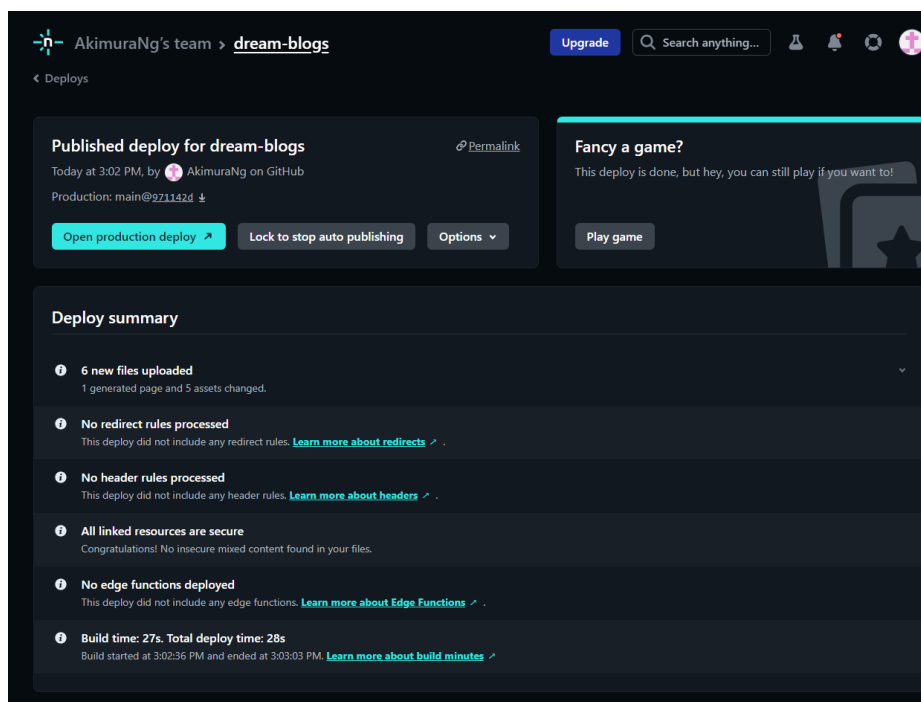 AkimuraNg's team > dream-blogs
Upgrade
Search anything...
Deploys
Published deploy for dream-blogs
Permalink
Today at 3:02 PM, by AkimuraNg on GitHub
Production: main@971142d
Open production deploy
Lock to stop auto publishing
Options
Fancy a game?
This deploy is done, but hey, you can still play if you want to!
Play game
Deploy summary
6 new files uploaded
1 generated page and 5 assets changed.
No redirect rules processed
This deploy did not include any redirect rules. Learn more about redirects .
No header rules processed
This deploy did not include any header rules. Learn more about headers .
All linked resources are secure
Congratulations! No insecure mixed content found in your files.
No edge functions deployed
This deploy did not include any edge functions. Learn more about Edge Functions .
Build time: 27s. Total deploy time: 28s
Build started at 3:02:36 PM and ended at 3:03:03 PM. Learn more about build minutes